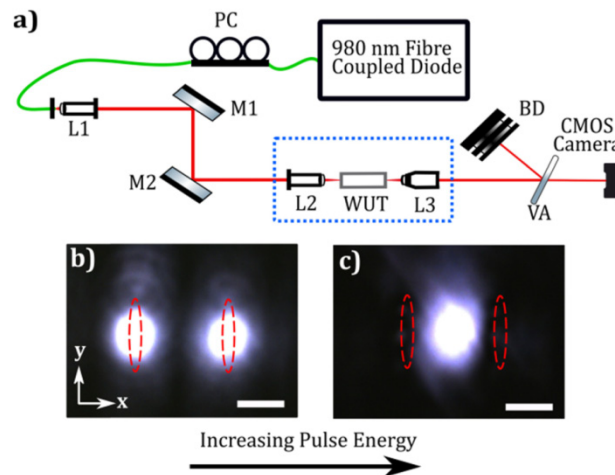 a)
PC
980 nm Fibre
Coupled Diode
L1
M1
BD
CMOS
Camera
M2
L2
WUT
L3
VA
b)
c)
y
x
Increasing Pulse Energy